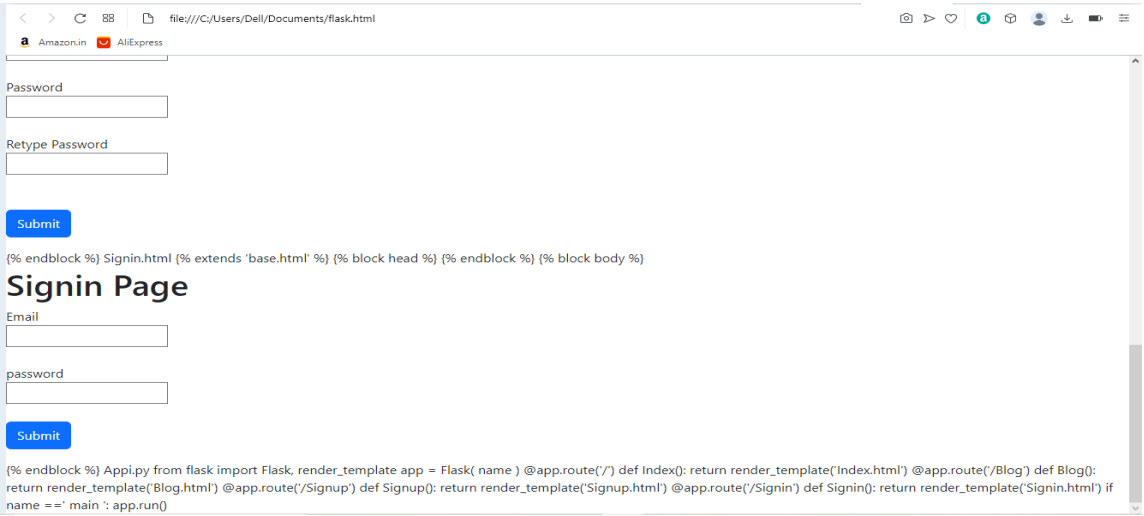 file:///C:/Users/Dell/Documents/flask.html
a Amazon.in AliExpress
Password
Retype Password
Submit
{% endblock %} Signin.html {% extends 'base.html' %} {% block head %} {% endblock %} {% block body %}
Signin Page
Email
password
Submit
{% endblock %} Appi.py from flask import Flask, render_template app = Flask( name ) @app.route('/') def Index(): return render_template('Index.html') @app.route('/Blog') def Blog():
return render_template('Blog.html') @app.route('/Signup') def Signup(): return render_template('Signup.html') @app.route('/Signin') def Signin(): return render_template('Signin.html') if
name ==' main ': app.run()